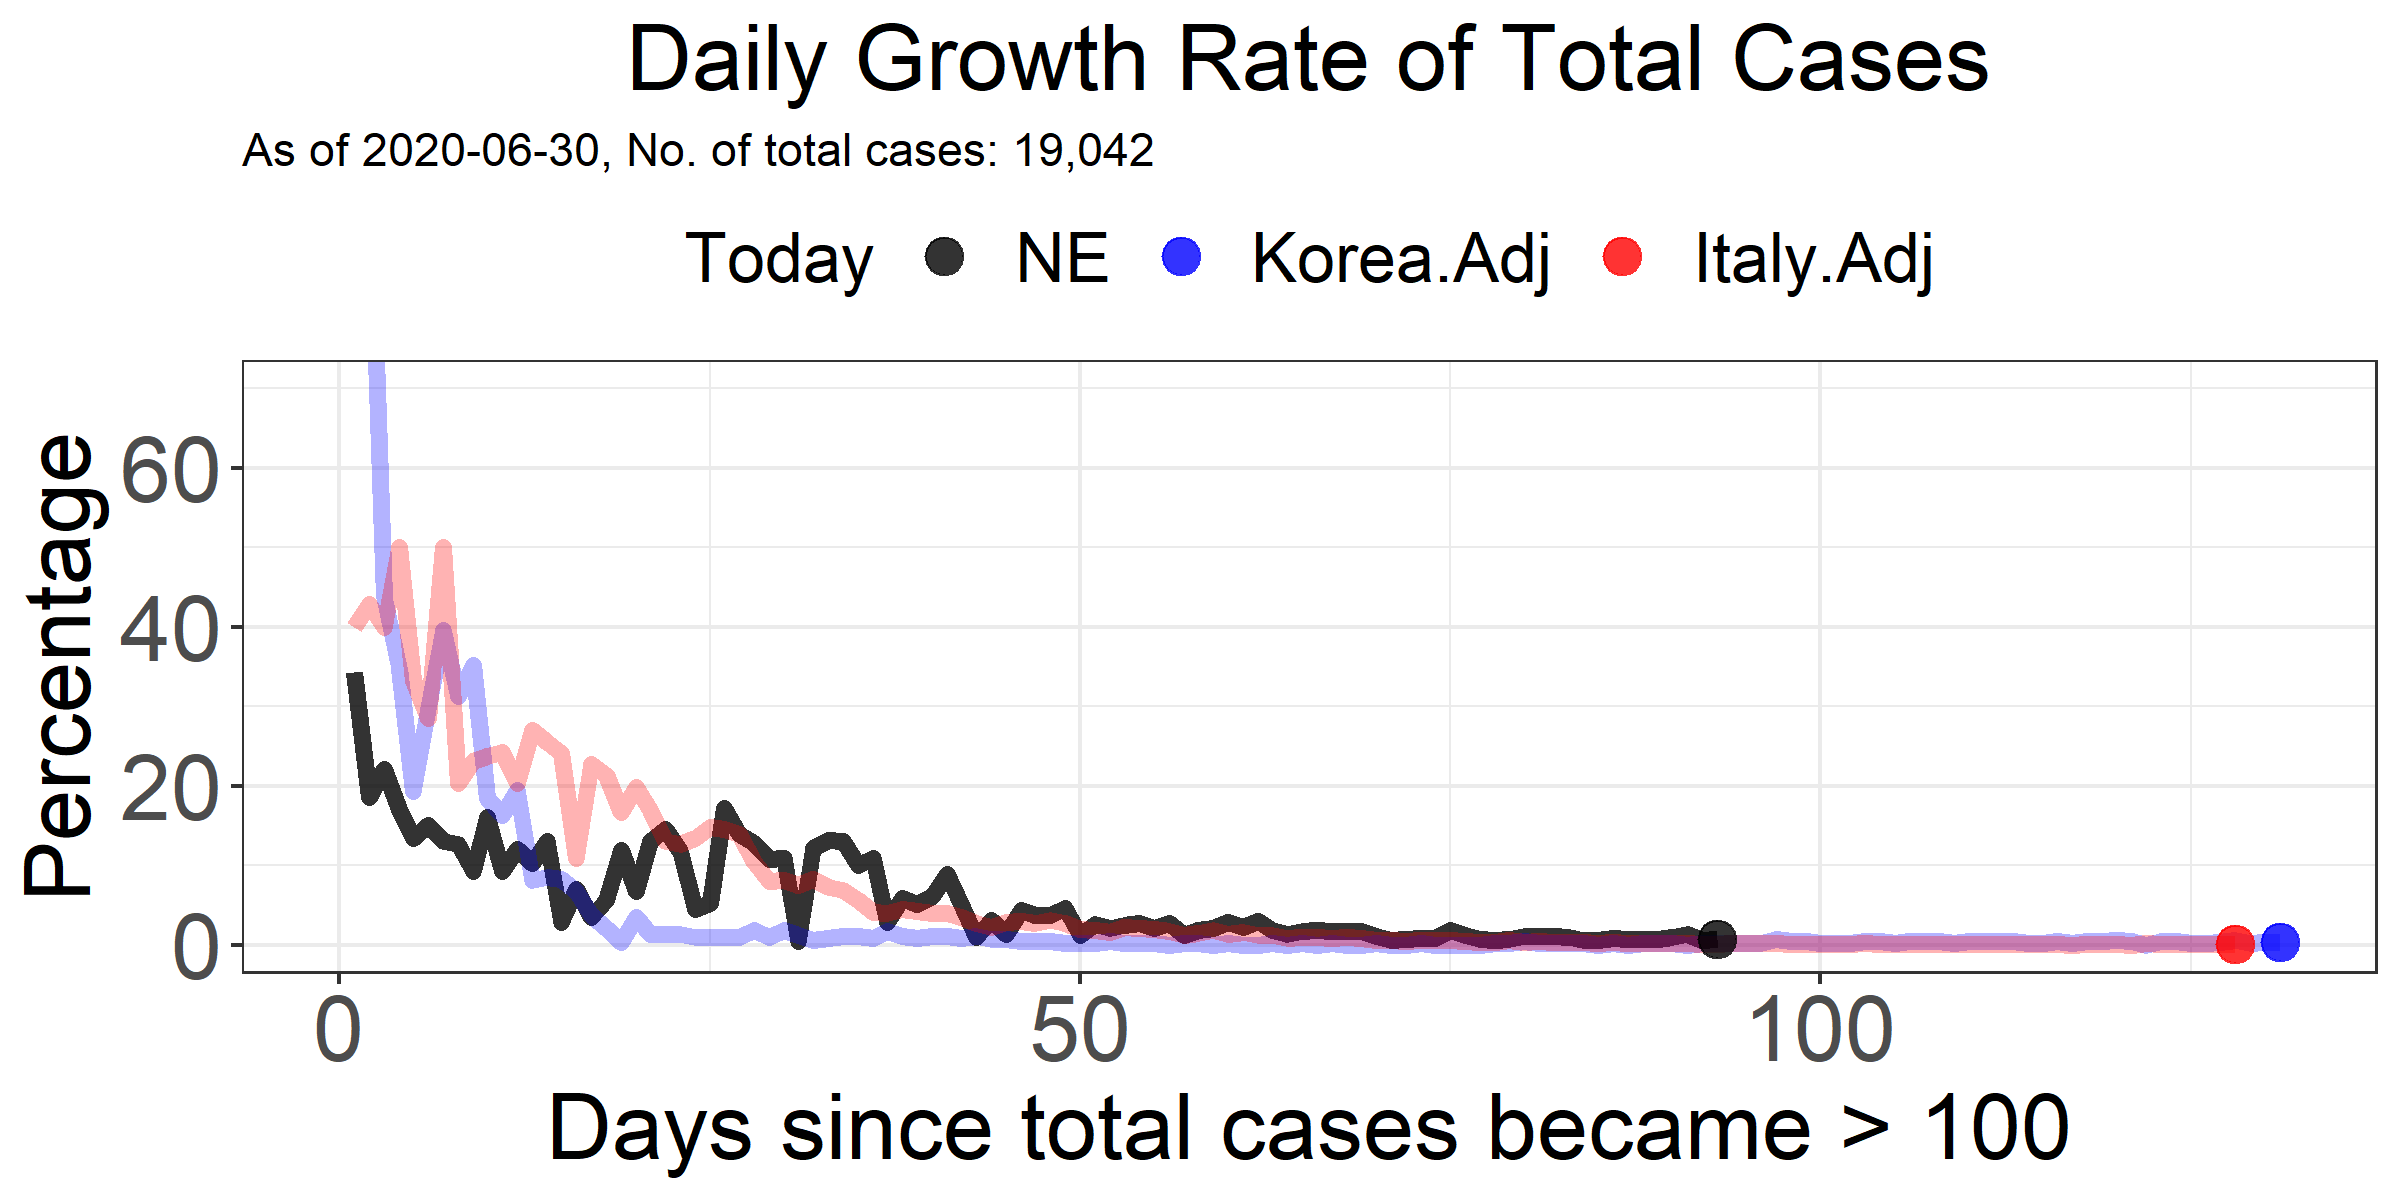 Daily Growth Rate of Total Cases
As of 2020-06-30, No. of total cases: 19,042
Today NE Korea.Adj Italy.Adj
Percentage
60
40
20
0
0 50 100
Days since total cases became > 100